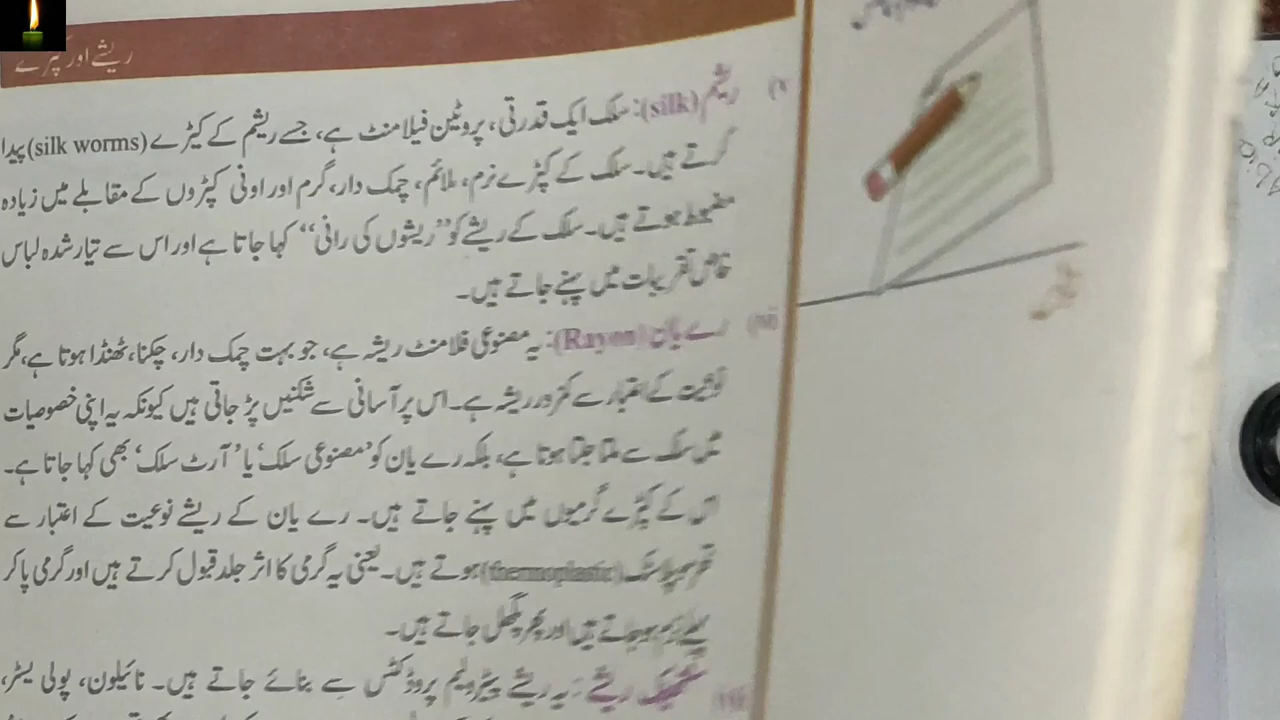 ریشے اور کپڑے
ریشم (silk): سلک ایک قدرتی، پروٹین فیلامنٹ ہے، جسے ریشم کے کیڑے (silk worms) پیدا
کرتے ہیں۔ سلک کے کپڑے نرم، ملائم، چمک دار، گرم اور اونی کپڑوں کے مقابلے میں زیادہ
مضبوط ہوتے ہیں۔ سلک کے ریشے کو ”ریشوں کی رانی“ کہا جاتا ہے اور اس سے تیار شدہ لباس
خاص تقریبات میں پہنے جاتے ہیں۔
رے یان (Rayon): یہ مصنوعی فلامنٹ ریشہ ہے، جو بہت چمک دار، چکنا، ٹھنڈا ہوتا ہے، مگر
نوعیت کے اعتبار سے کمزور ریشہ ہے۔ اس پر آسانی سے شکنیں پڑ جاتی ہیں کیونکہ یہ اپنی خصوصیات
میں سلک سے ملتا جلتا ہوتا ہے، بلکہ رے یان کو ’مصنوعی سلک‘ یا ’آرٹ سلک‘ بھی کہا جاتا ہے۔
اس کے کپڑے گرمیوں میں پہنے جاتے ہیں۔ رے یان کے ریشے نوعیت کے اعتبار سے
تھرموپلاسٹک (thermoplastic) ہوتے ہیں۔ یعنی یہ گرمی کا اثر جلد قبول کرتے ہیں اور گرمی پا کر
پہلے نرم ہو جاتے ہیں اور پھر پگھل جاتے ہیں۔
ریشے: یہ ریشے پیٹرولیم پروڈکٹس سے بنائے جاتے ہیں۔ نائیلون، پولی یسٹر،